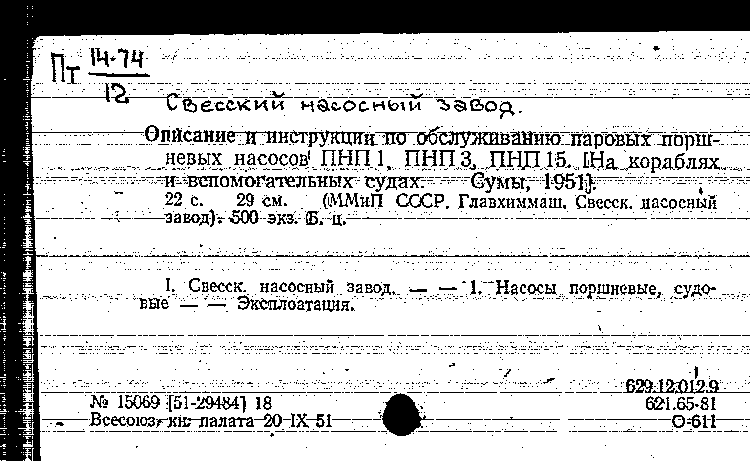 Пт 14-74
12
Свесский насосный завод.
Описание и инструкции по обслуживанию паровых порш-
невых насосов ПНП 1, ПНП 3, ПНП 15. [На кораблях
и вспомогательных судах. — Сумы, 1951].
22 с. 29 см. (ММиП СССР. Главхиммаш. Свесск. насосный
завод). 500 экз. Б. ц.
I. Свесск. насосный завод. — — 1. Насосы поршневые, судо-
вые — — Эксплоатация.
629.12.012.9
№ 15069 [51-29484] 18 621.65-81
Всесоюз. кн. палата 20 IX 51 О-611